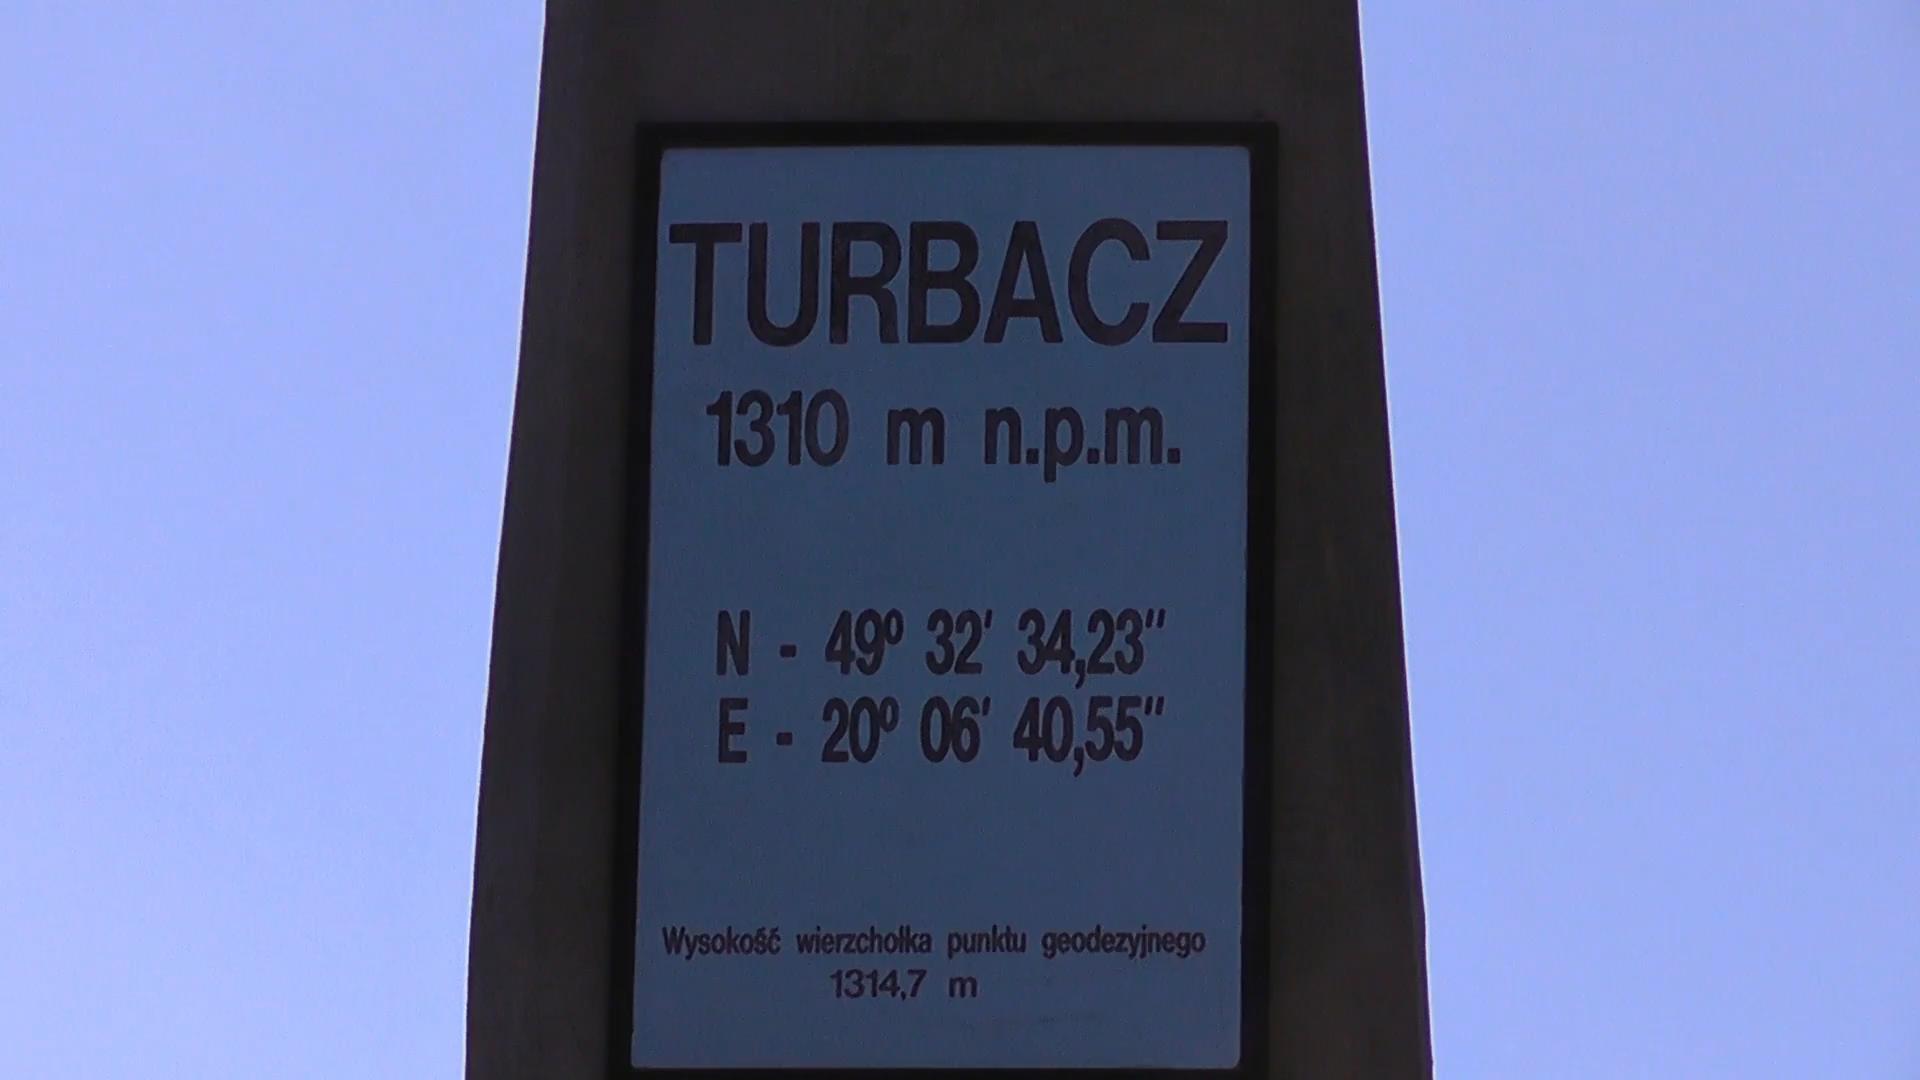 TURBACZ
1310 m n.p.m.
N - 49º 32' 34,23"
E - 20º 06' 40,55"
Wysokość wierzchołka punktu geodezyjnego
1314,7 m